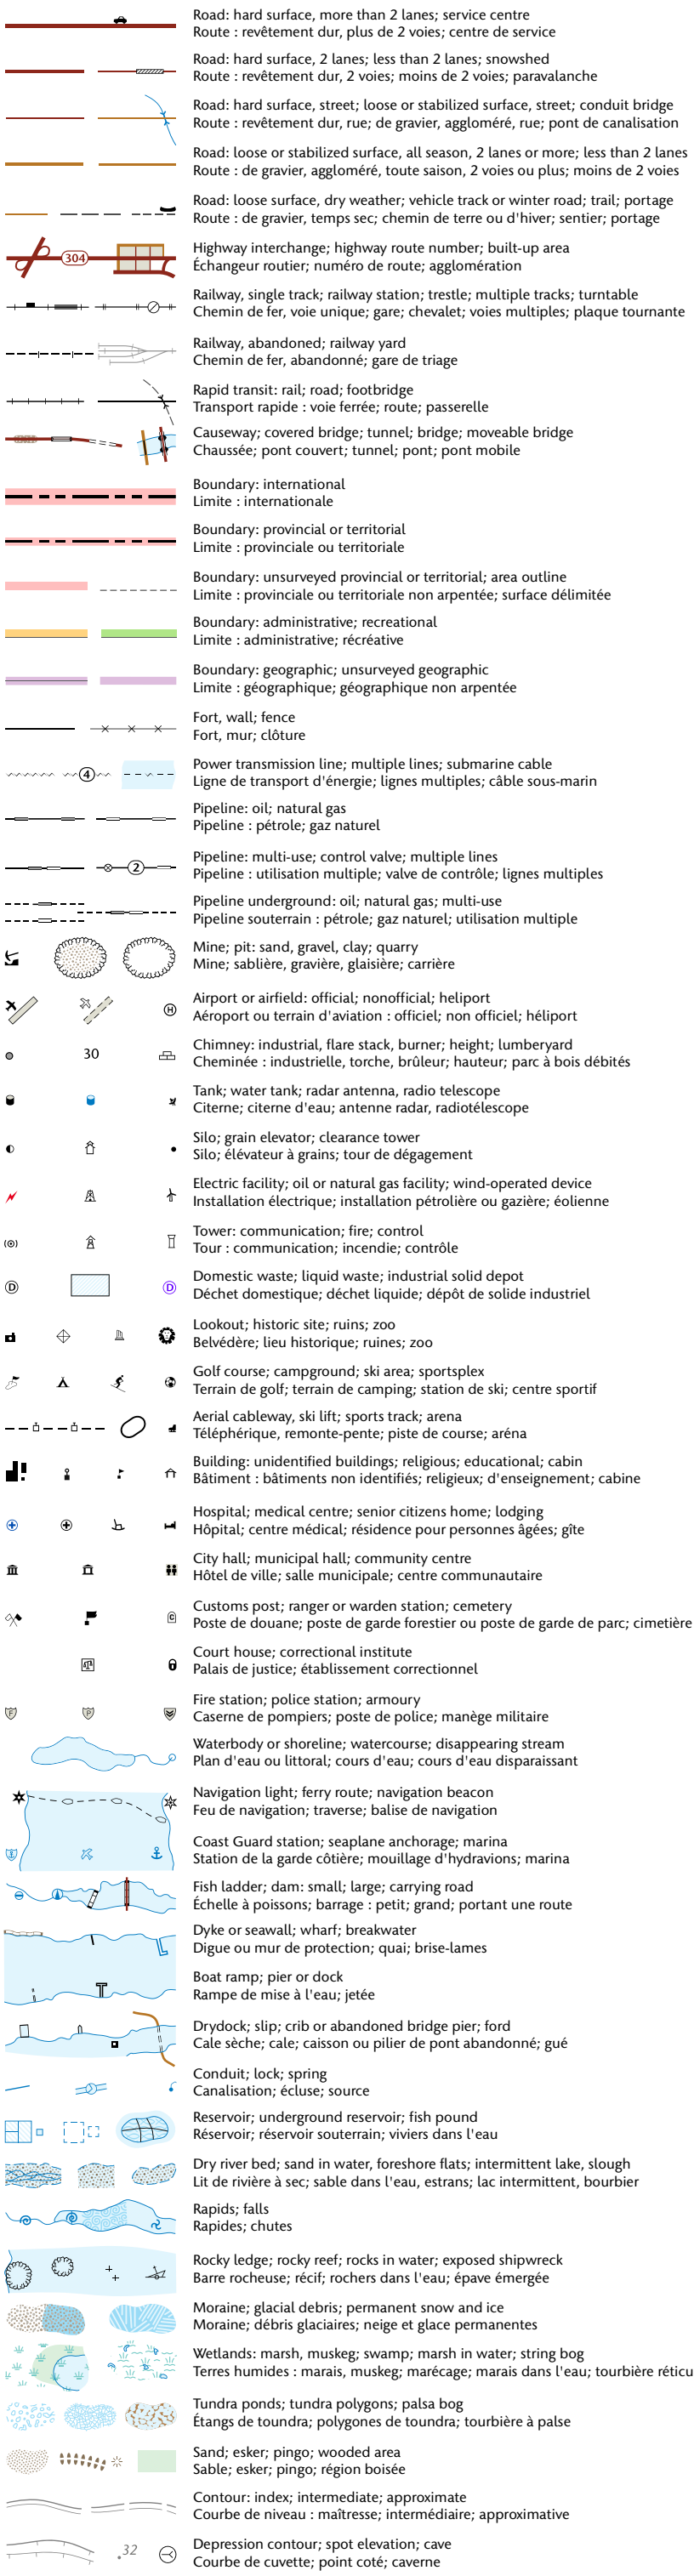 Road: hard surface, more than 2 lanes; service centre
Route : revêtement dur, plus de 2 voies; centre de service
Road: hard surface, 2 lanes; less than 2 lanes; snowshed
Route : revêtement dur, 2 voies; moins de 2 voies; paravalanche
Road: hard surface, street; loose or stabilized surface, street; conduit bridge
Route : revêtement dur, rue; de gravier, aggloméré, rue; pont de canalisation
Road: loose or stabilized surface, all season, 2 lanes or more; less than 2 lanes
Route : de gravier, aggloméré, toute saison, 2 voies ou plus; moins de 2 voies
Road: loose surface, dry weather; vehicle track or winter road; trail; portage
Route : de gravier, temps sec; chemin de terre ou d'hiver; sentier; portage
304
Highway interchange; highway route number; built-up area
Échangeur routier; numéro de route; agglomération
Railway, single track; railway station; trestle; multiple tracks; turntable
Chemin de fer, voie unique; gare; chevalet; voies multiples; plaque tournante
Railway, abandoned; railway yard
Chemin de fer, abandonné; gare de triage
Rapid transit: rail; road; footbridge
Transport rapide : voie ferrée; route; passerelle
Causeway; covered bridge; tunnel; bridge; moveable bridge
Chaussée; pont couvert; tunnel; pont; pont mobile
Boundary: international
Limite : internationale
Boundary: provincial or territorial
Limite : provinciale ou territoriale
Boundary: unsurveyed provincial or territorial; area outline
Limite : provinciale ou territoriale non arpentée; surface délimitée
Boundary: administrative; recreational
Limite : administrative; récréative
Boundary: geographic; unsurveyed geographic
Limite : géographique; géographique non arpentée
Fort, wall; fence
Fort, mur; clôture
4
Power transmission line; multiple lines; submarine cable
Ligne de transport d'énergie; lignes multiples; câble sous-marin
Pipeline: oil; natural gas
Pipeline : pétrole; gaz naturel
2
Pipeline: multi-use; control valve; multiple lines
Pipeline : utilisation multiple; valve de contrôle; lignes multiples
Pipeline underground: oil; natural gas; multi-use
Pipeline souterrain : pétrole; gaz naturel; utilisation multiple
Mine; pit: sand, gravel, clay; quarry
Mine; sablière, gravière, glaisière; carrière
H
Airport or airfield: official; nonofficial; heliport
Aéroport ou terrain d'aviation : officiel; non officiel; héliport
30
Chimney: industrial, flare stack, burner; height; lumberyard
Cheminée : industrielle, torche, brûleur; hauteur; parc à bois débités
Tank; water tank; radar antenna, radio telescope
Citerne; citerne d'eau; antenne radar, radiotélescope
Silo; grain elevator; clearance tower
Silo; élévateur à grains; tour de dégagement
Electric facility; oil or natural gas facility; wind-operated device
Installation électrique; installation pétrolière ou gazière; éolienne
Tower: communication; fire; control
Tour : communication; incendie; contrôle
D D
Domestic waste; liquid waste; industrial solid depot
Déchet domestique; déchet liquide; dépôt de solide industriel
Lookout; historic site; ruins; zoo
Belvédère; lieu historique; ruines; zoo
Golf course; campground; ski area; sportsplex
Terrain de golf; terrain de camping; station de ski; centre sportif
Aerial cableway, ski lift; sports track; arena
Téléphérique, remonte-pente; piste de course; aréna
Building: unidentified buildings; religious; educational; cabin
Bâtiment : bâtiments non identifiés; religieux; d'enseignement; cabine
Hospital; medical centre; senior citizens home; lodging
Hôpital; centre médical; résidence pour personnes âgées; gîte
City hall; municipal hall; community centre
Hôtel de ville; salle municipale; centre communautaire
C
Customs post; ranger or warden station; cemetery
Poste de douane; poste de garde forestier ou poste de garde de parc; cimetière
Court house; correctional institute
Palais de justice; établissement correctionnel
F P
Fire station; police station; armoury
Caserne de pompiers; poste de police; manège militaire
Waterbody or shoreline; watercourse; disappearing stream
Plan d'eau ou littoral; cours d'eau; cours d'eau disparaissant
Navigation light; ferry route; navigation beacon
Feu de navigation; traverse; balise de navigation
Coast Guard station; seaplane anchorage; marina
Station de la garde côtière; mouillage d'hydravions; marina
Fish ladder; dam: small; large; carrying road
Échelle à poissons; barrage : petit; grand; portant une route
Dyke or seawall; wharf; breakwater
Digue ou mur de protection; quai; brise-lames
Boat ramp; pier or dock
Rampe de mise à l'eau; jetée
Drydock; slip; crib or abandoned bridge pier; ford
Cale sèche; cale; caisson ou pilier de pont abandonné; gué
Conduit; lock; spring
Canalisation; écluse; source
Reservoir; underground reservoir; fish pound
Réservoir; réservoir souterrain; viviers dans l'eau
Dry river bed; sand in water, foreshore flats; intermittent lake, slough
Lit de rivière à sec; sable dans l'eau, estrans; lac intermittent, bourbier
Rapids; falls
Rapides; chutes
Rocky ledge; rocky reef; rocks in water; exposed shipwreck
Barre rocheuse; récif; rochers dans l'eau; épave émergée
Moraine; glacial debris; permanent snow and ice
Moraine; débris glaciaires; neige et glace permanentes
Wetlands: marsh, muskeg; swamp; marsh in water; string bog
Terres humides : marais, muskeg; marécage; marais dans l'eau; tourbière réticu
Tundra ponds; tundra polygons; palsa bog
Étangs de toundra; polygones de toundra; tourbière à palse
Sand; esker; pingo; wooded area
Sable; esker; pingo; région boisée
Contour: index; intermediate; approximate
Courbe de niveau : maîtresse; intermédiaire; approximative
.32
Depression contour; spot elevation; cave
Courbe de cuvette; point coté; caverne